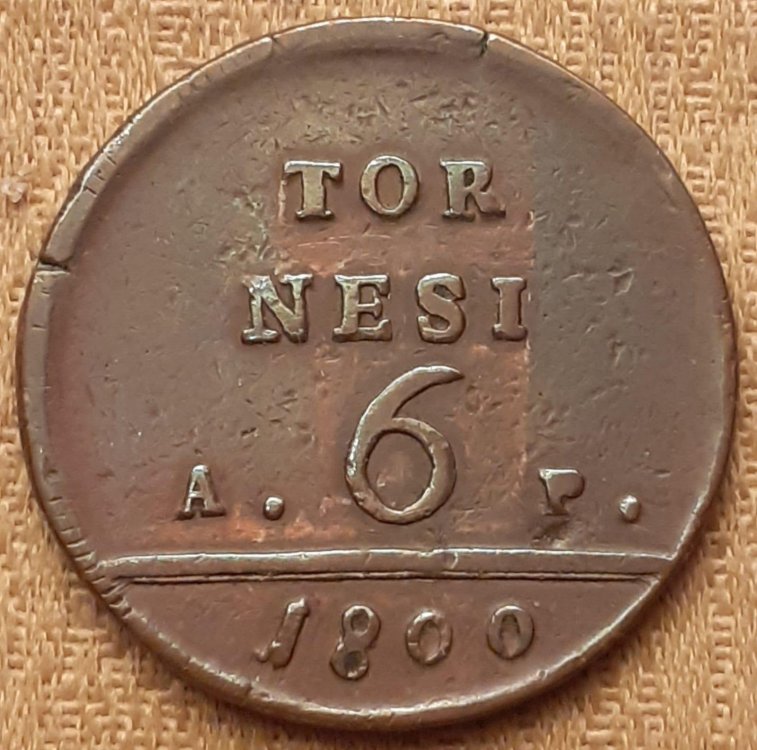 TOR
NESI
A. 6 P.
1800